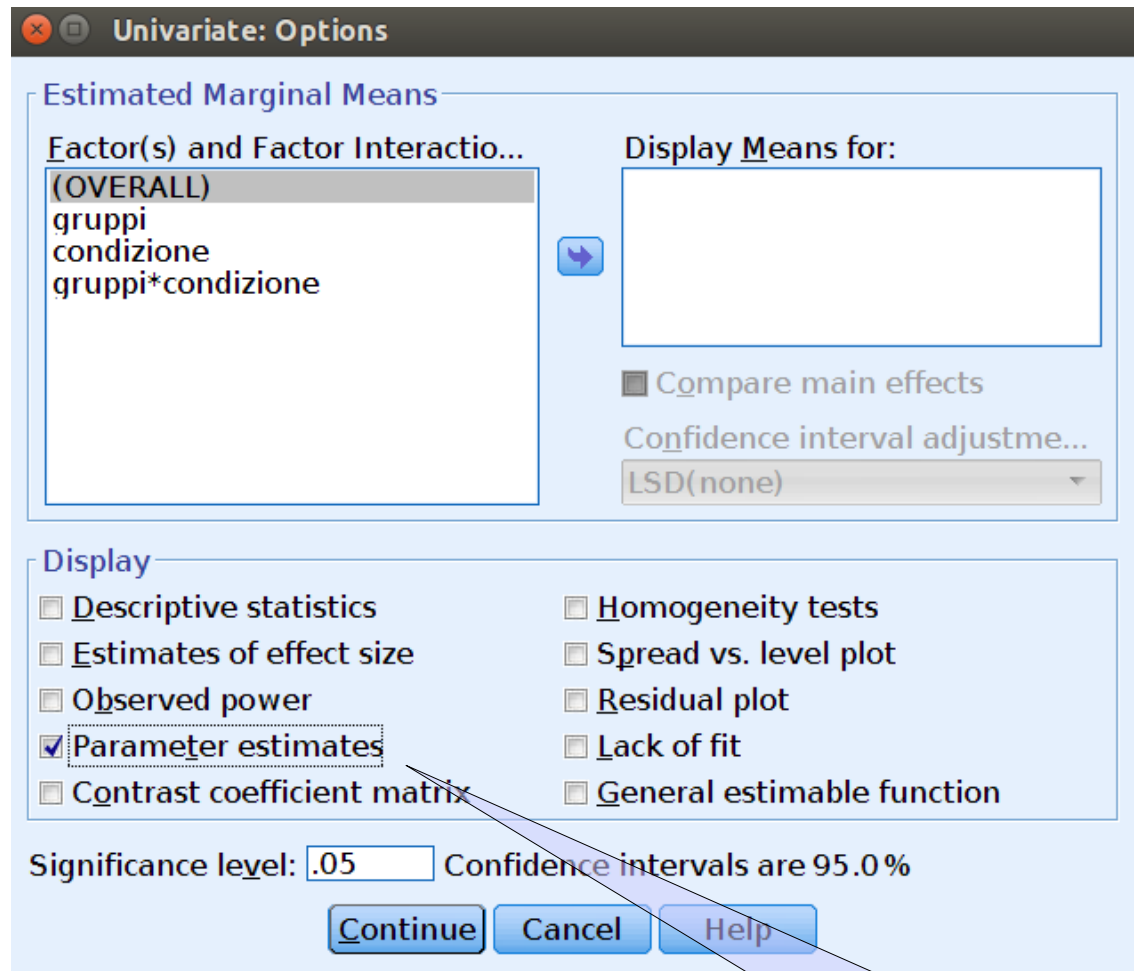 Univariate: Options
Estimated Marginal Means
Factor(s) and Factor Interactio...
(OVERALL)
gruppi
condizione
gruppi*condizione
Display Means for:
Compare main effects
Confidence interval adjustme...
LSD(none)
Display
Descriptive statistics
Estimates of effect size
Observed power
Parameter estimates
Contrast coefficient matrix
Homogeneity tests
Spread vs. level plot
Residual plot
Lack of fit
General estimable function
Significance level: .05 Confidence intervals are 95.0%
Continue Cancel Help